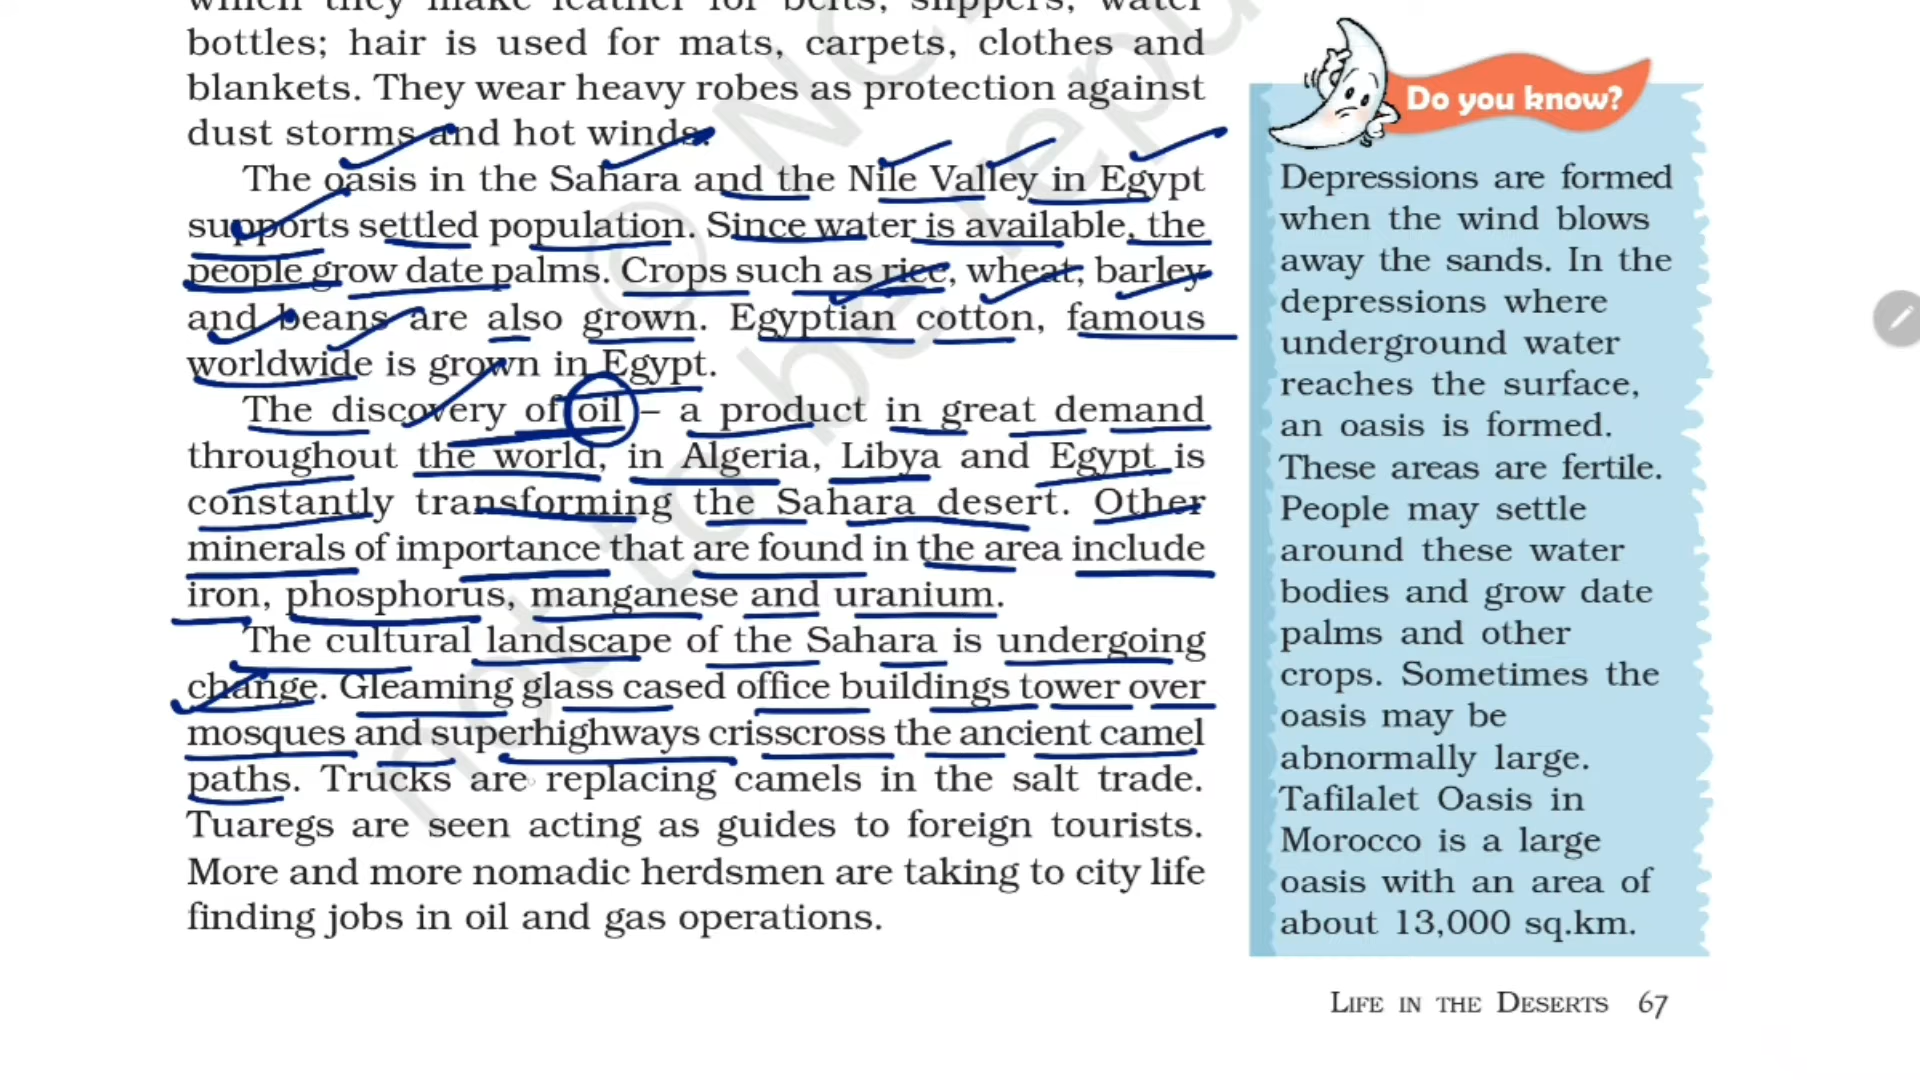 which they make leather for belts, slippers, water
bottles; hair is used for mats, carpets, clothes and
blankets. They wear heavy robes as protection against
dust storms and hot winds.
The oasis in the Sahara and the Nile Valley in Egypt
supports settled population. Since water is available, the
people grow date palms. Crops such as rice, wheat, barley
and beans are also grown. Egyptian cotton, famous
worldwide is grown in Egypt.
The discovery of oil – a product in great demand
throughout the world, in Algeria, Libya and Egypt is
constantly transforming the Sahara desert. Other
minerals of importance that are found in the area include
iron, phosphorus, manganese and uranium.
The cultural landscape of the Sahara is undergoing
change. Gleaming glass cased office buildings tower over
mosques and superhighways crisscross the ancient camel
paths. Trucks are replacing camels in the salt trade.
Tuaregs are seen acting as guides to foreign tourists.
More and more nomadic herdsmen are taking to city life
finding jobs in oil and gas operations.
Do you know?
Depressions are formed
when the wind blows
away the sands. In the
depressions where
underground water
reaches the surface,
an oasis is formed.
These areas are fertile.
People may settle
around these water
bodies and grow date
palms and other
crops. Sometimes the
oasis may be
abnormally large.
Tafilalet Oasis in
Morocco is a large
oasis with an area of
about 13,000 sq.km.
LIFE IN THE DESERTS 67
not to be